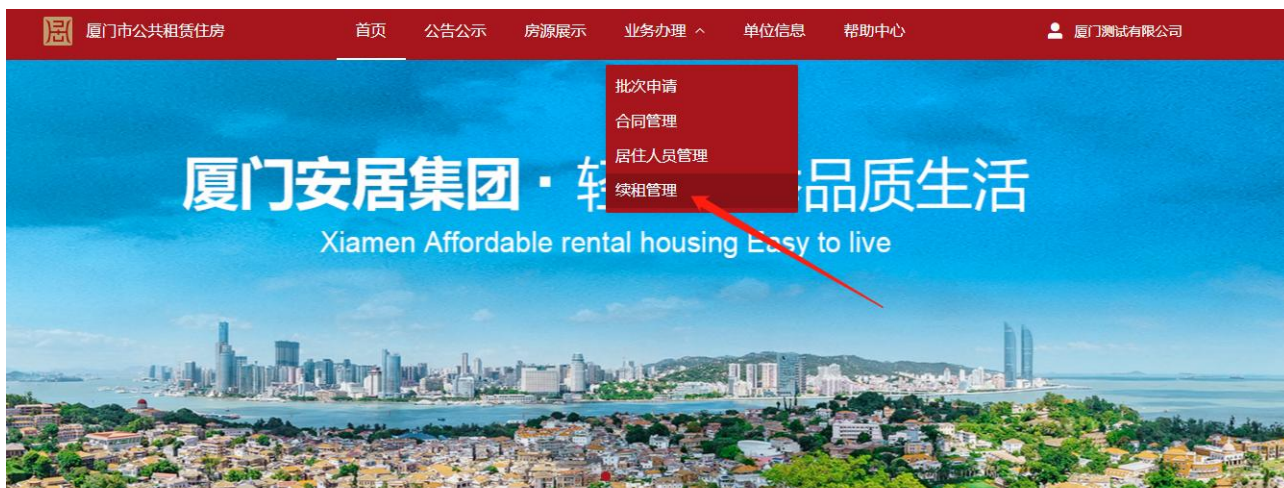 厦门市公共租赁住房 首页 公告公示 房源展示 业务办理 单位信息 帮助中心 厦门测试有限公司
批次申请
合同管理
居住人员管理
续租管理
厦门安居集团·轻 品质生活
Xiamen Affordable rental housing Easy to live